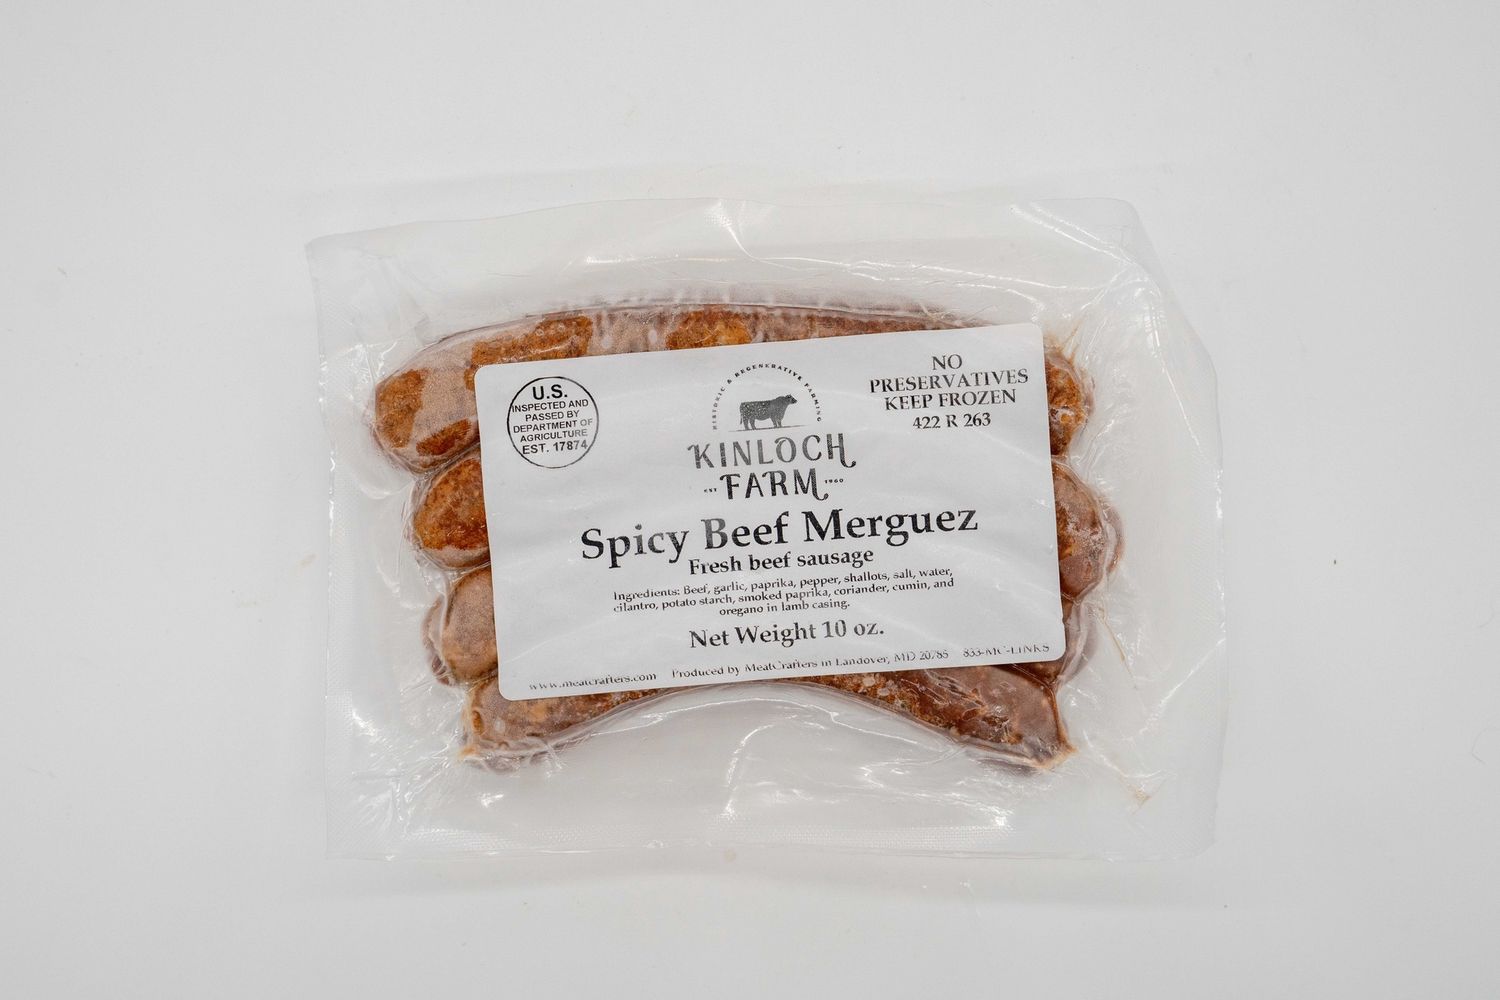 U.S.
INSPECTED AND
PASSED BY
DEPARTMENT OF
AGRICULTURE
EST. 17874
HISTORIC & REGENERATIVE FARMING
KINLOCH
EST FARM 1960
NO
PRESERVATIVES
KEEP FROZEN
422 R 263
Spicy Beef Merguez
Fresh beef sausage
Ingredients: Beef, garlic, paprika, pepper, shallots, salt, water,
cilantro, potato starch, smoked paprika, coriander, cumin, and
oregano in lamb casing.
Net Weight 10 oz.
www.meatcrafters.com Produced by MeatCrafters in Landover, MD 20785 833-MC-LINKS